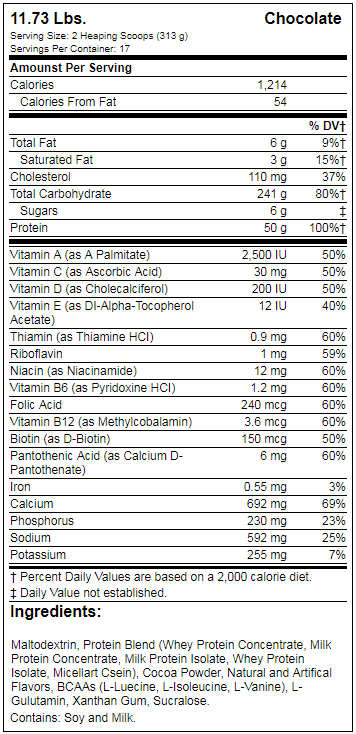 11.73 Lbs. Chocolate
Serving Size: 2 Heaping Scoops (313 g)
Servings Per Container: 17
Amounst Per Serving
Calories 1,214
Calories From Fat 54
% DV†
Total Fat 6 g 9%†
Saturated Fat 3 g 15%†
Cholesterol 110 mg 37%
Total Carbohydrate 241 g 80%†
Sugars 6 g ‡
Protein 50 g 100%†
Vitamin A (as A Palmitate) 2,500 IU 50%
Vitamin C (as Ascorbic Acid) 30 mg 50%
Vitamin D (as Cholecalciferol) 200 IU 50%
Vitamin E (as Dl-Alpha-Tocopherol 12 IU 40%
Acetate)
Thiamin (as Thiamine HCI) 0.9 mg 60%
Riboflavin 1 mg 59%
Niacin (as Niacinamide) 12 mg 60%
Vitamin B6 (as Pyridoxine HCI) 1.2 mg 60%
Folic Acid 240 mcg 60%
Vitamin B12 (as Methylcobalamin) 3.6 mcg 60%
Biotin (as D-Biotin) 150 mcg 50%
Pantothenic Acid (as Calcium D- 6 mg 60%
Pantothenate)
Iron 0.55 mg 3%
Calcium 692 mg 69%
Phosphorus 230 mg 23%
Sodium 592 mg 25%
Potassium 255 mg 7%
† Percent Daily Values are based on a 2,000 calorie diet.
‡ Daily Value not established.
Ingredients:
Maltodextrin, Protein Blend (Whey Protein Concentrate, Milk
Protein Concentrate, Milk Protein Isolate, Whey Protein
Isolate, Micellart Csein), Cocoa Powder, Natural and Artifical
Flavors, BCAAs (L-Luecine, L-Isoleucine, L-Vanine), L-
Gulutamin, Xanthan Gum, Sucralose.
Contains: Soy and Milk.